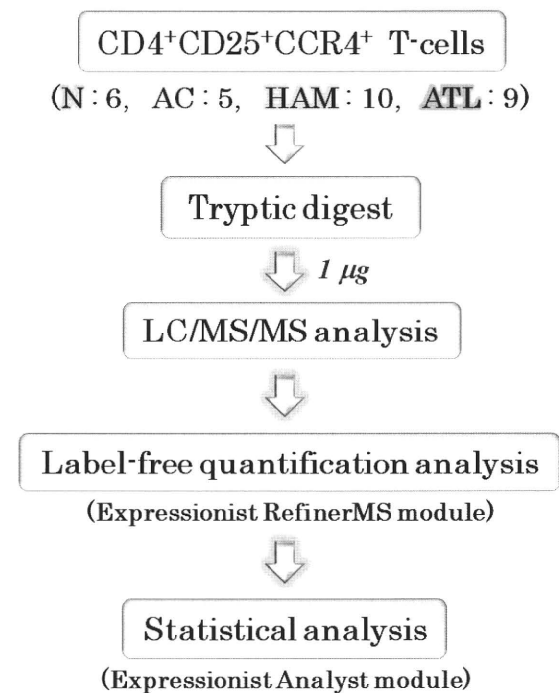 CD4⁺CD25⁺CCR4⁺ T-cells
(N : 6, AC : 5, HAM : 10, ATL : 9)
Tryptic digest
1 μg
LC/MS/MS analysis
Label-free quantification analysis
(Expressionist RefinerMS module)
Statistical analysis
(Expressionist Analyst module)